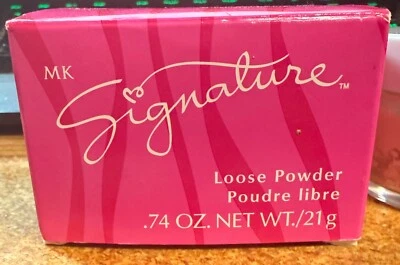 MK
Signature™
Loose Powder
Poudre libre
.74 OZ. NET WT./21g